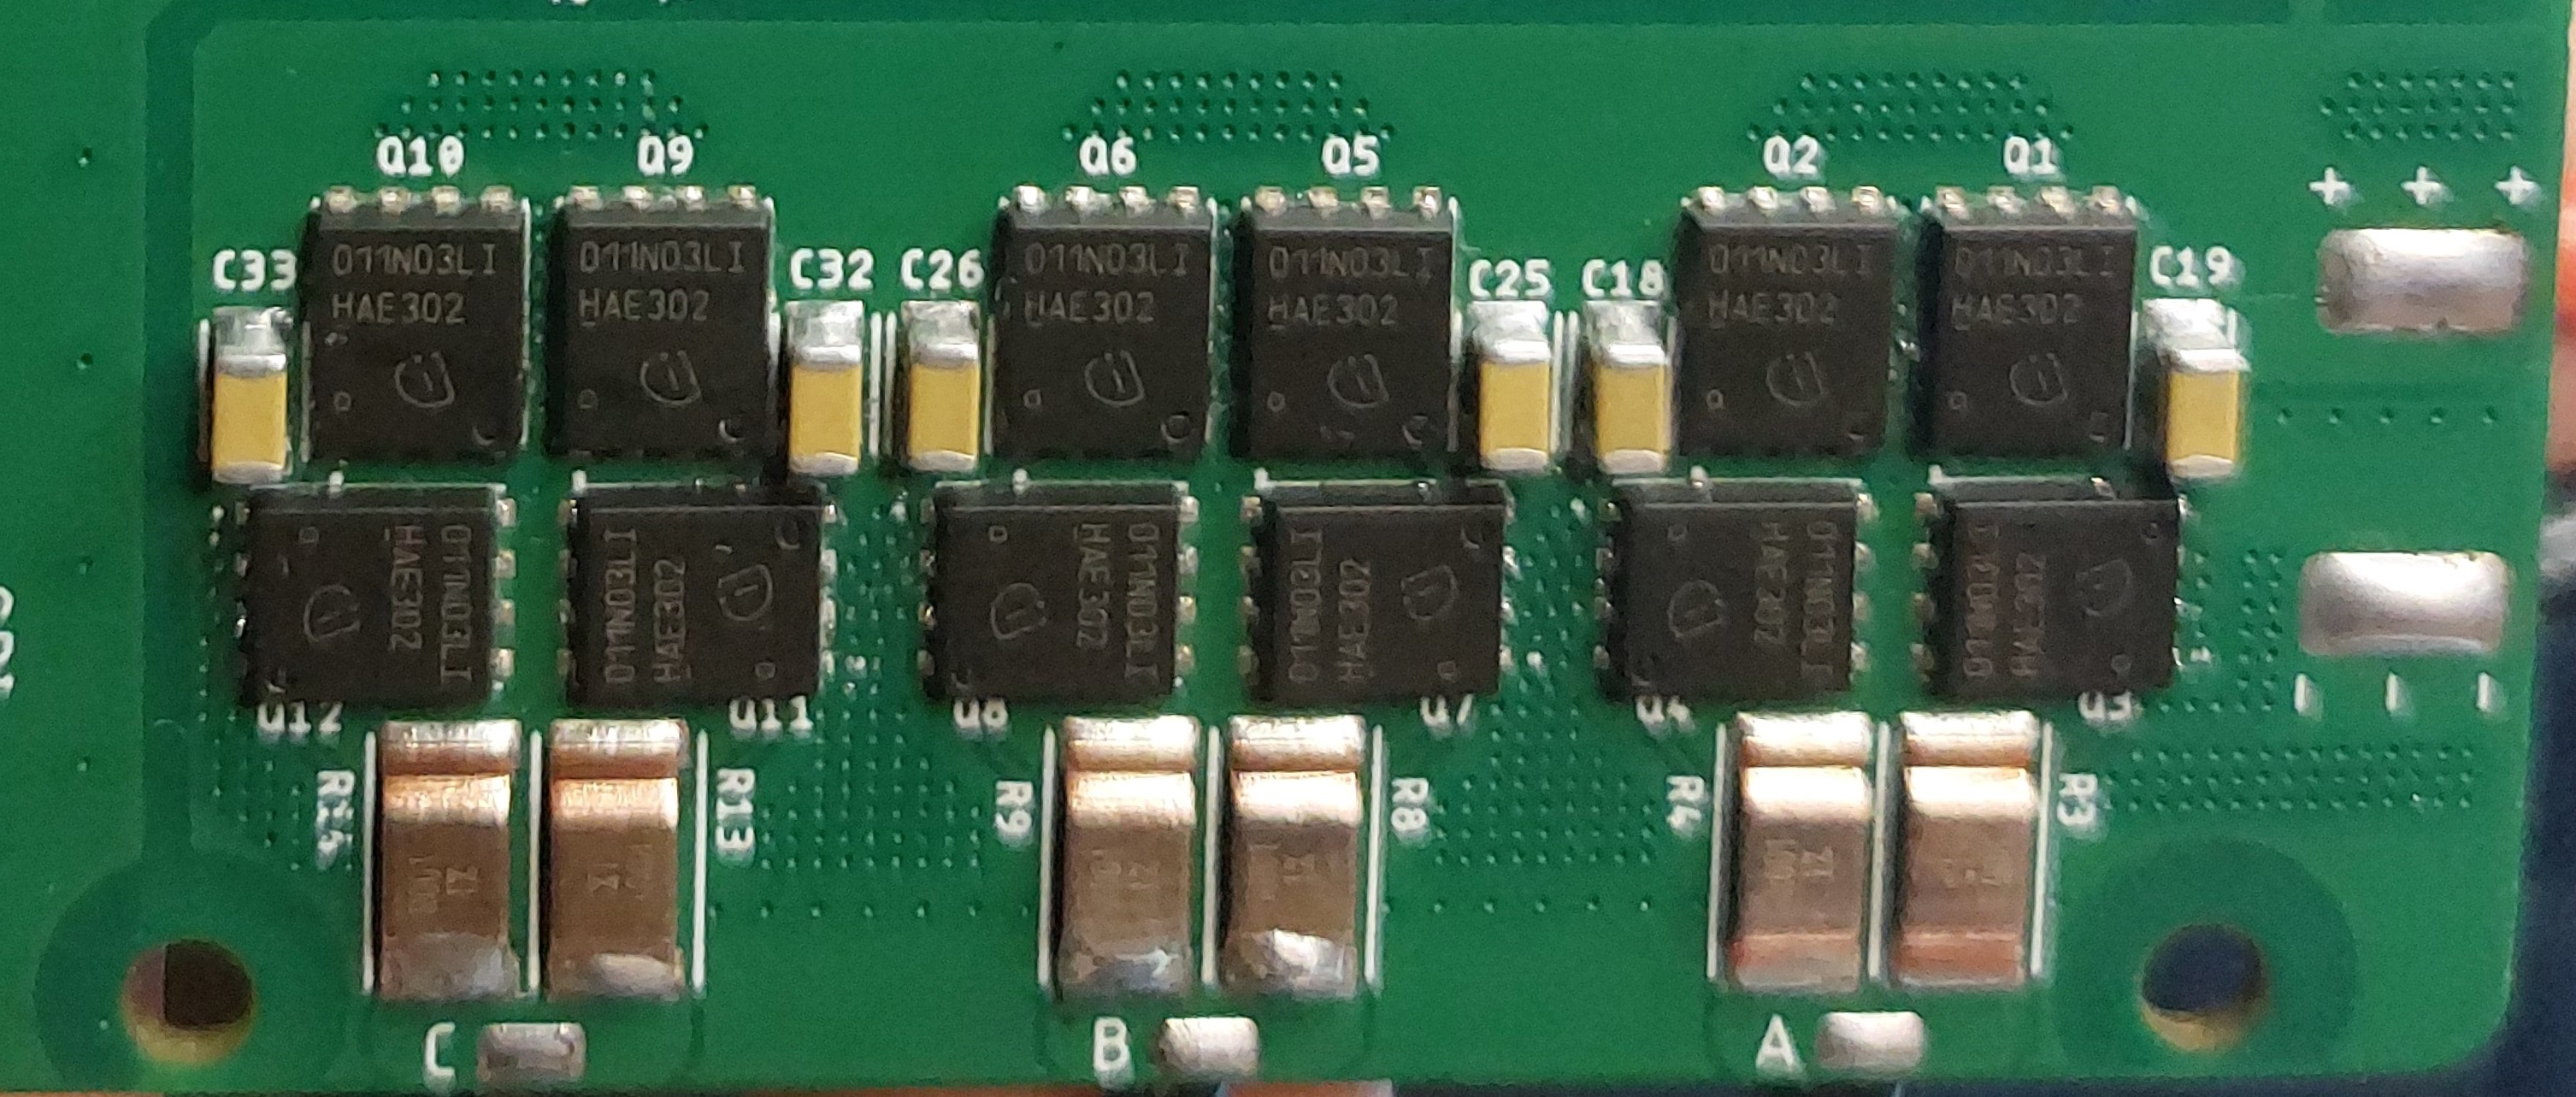 Q10 Q9 Q6 Q5 Q2 Q1
+ + +
C33 C32 C26 C25 C18 C19
011N03LI 011N03LI 011N03LI 011N03LI 011N03LI 011N03LI
HAE302 HAE302 HAE302 HAE302 HAE302 HAE302
011N03LI
HAE302
011N03LI
HAE302
011N03LI
HAE302
011N03LI
HAE302
011N03LI
HAE302
HAE302
- - -
Q12 Q11 Q8 Q7 Q4 Q3
R14 R13 R9 R8 R4 R3
C B A